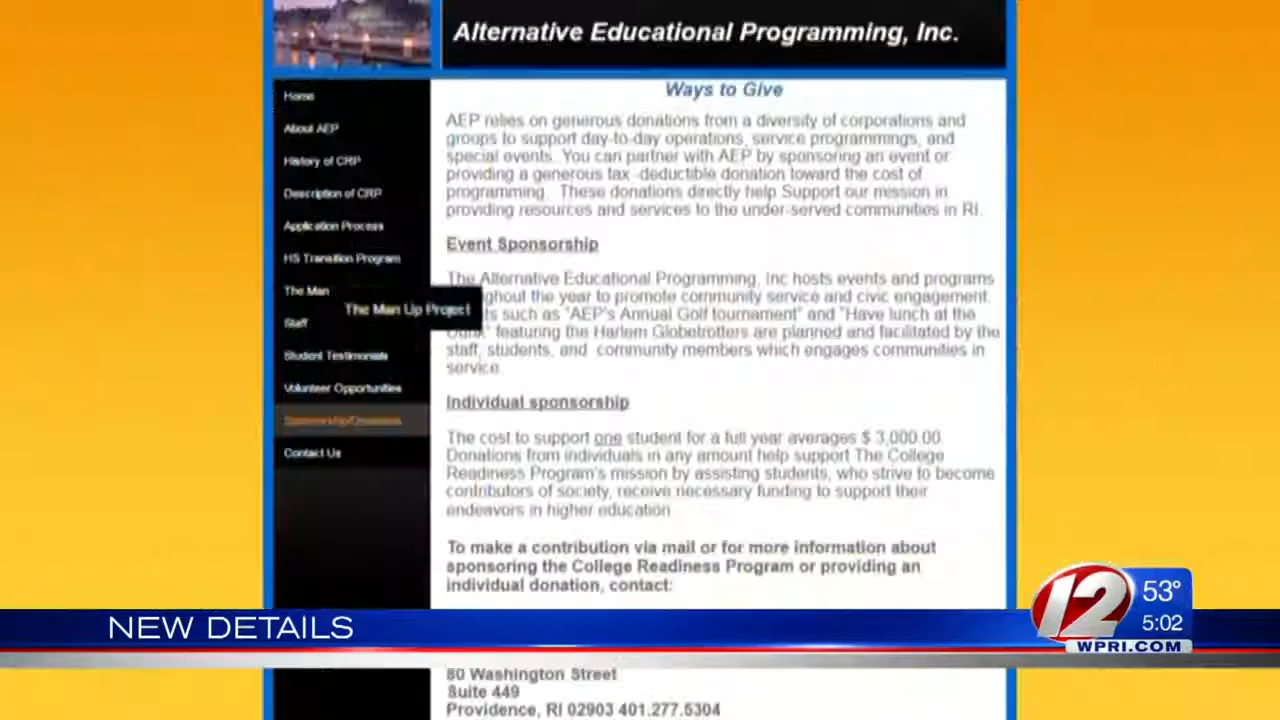 Alternative Educational Programming, Inc.
Home
About AEP
History of CRP
Description of CRP
Application Process
HS Transition Program
The Man
The Man Up Project
Staff
Student Testimonials
Volunteer Opportunities
Sponsorship/Donations
Contact Us
Ways to Give
AEP relies on generous donations from a diversity of corporations and
groups to support day-to-day operations, service programmings, and
special events. You can partner with AEP by sponsoring an event or
providing a generous tax -deductible donation toward the cost of
programming. These donations directly help Support our mission in
providing resources and services to the under-served communities in RI.
Event Sponsorship
The Alternative Educational Programming, Inc hosts events and programs
ghout the year to promote community service and civic engagement.
s such as "AEP's Annual Golf tournament" and "Have lunch at the
Dunk" featuring the Harlem Globetrotters are planned and facilitated by the
staff, students, and community members which engages communities in
service.
Individual sponsorship
The cost to support one student for a full year averages $ 3,000.00.
Donations from individuals in any amount help support The College
Readiness Program's mission by assisting students, who strive to become
contributors of society, receive necessary funding to support their
endeavors in higher education.
To make a contribution via mail or for more information about
sponsoring the College Readiness Program or providing an
individual donation, contact:
NEW DETAILS
12
53°
5:02
WPRI.COM
80 Washington Street
Suite 449
Providence, RI 02903 401.277.5304